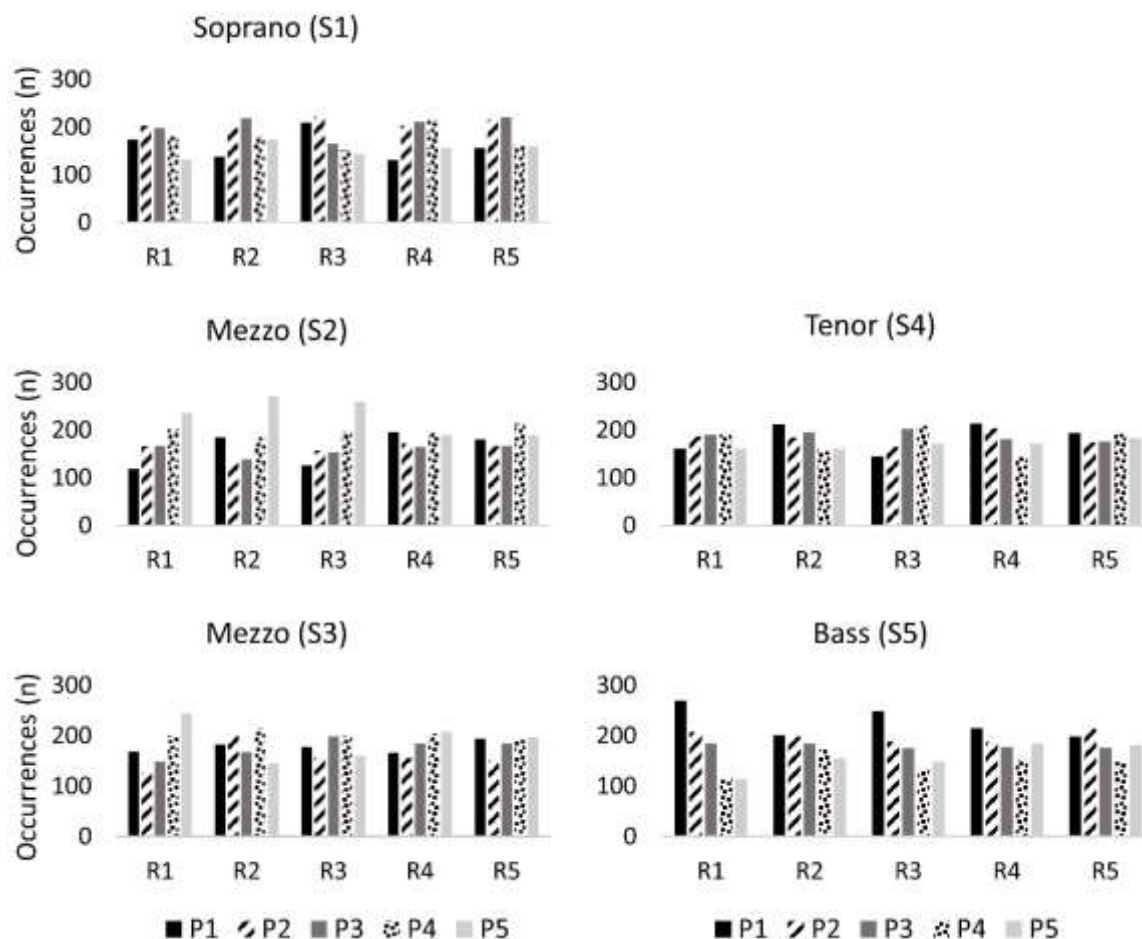 Soprano (S1)
Occurrences (n)
300
200
100
0
R1 R2 R3 R4 R5
Mezzo (S2)
Occurrences (n)
300
200
100
0
R1 R2 R3 R4 R5
Tenor (S4)
300
200
100
0
R1 R2 R3 R4 R5
Mezzo (S3)
Occurrences (n)
300
200
100
0
R1 R2 R3 R4 R5
Bass (S5)
300
200
100
0
R1 R2 R3 R4 R5
P1 P2 P3 P4 P5
P1 P2 P3 P4 P5